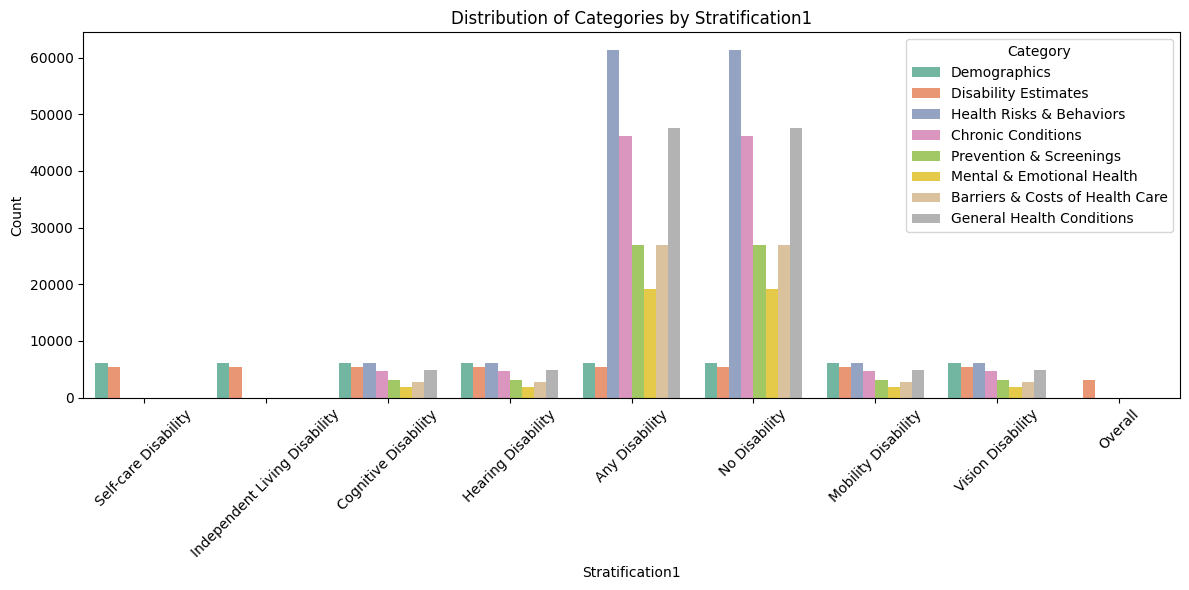 Distribution of Categories by Stratification1
Count
60000
50000
40000
30000
20000
10000
0
Category
Demographics
Disability Estimates
Health Risks & Behaviors
Chronic Conditions
Prevention & Screenings
Mental & Emotional Health
Barriers & Costs of Health Care
General Health Conditions
Self-care Disability
Independent Living Disability
Cognitive Disability
Hearing Disability
Any Disability
No Disability
Mobility Disability
Vision Disability
Overall
Stratification1